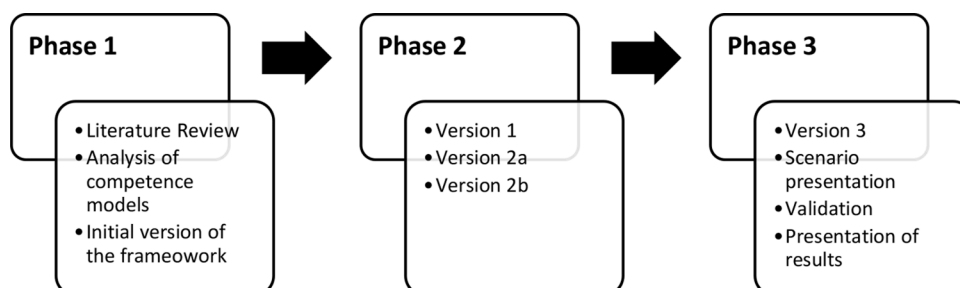 Phase 1
•Literature Review
•Analysis of
competence
models
•Initial version of
the frameowork
Phase 2
•Version 1
•Version 2a
•Version 2b
Phase 3
•Version 3
•Scenario
presentation
•Validation
•Presentation of
results